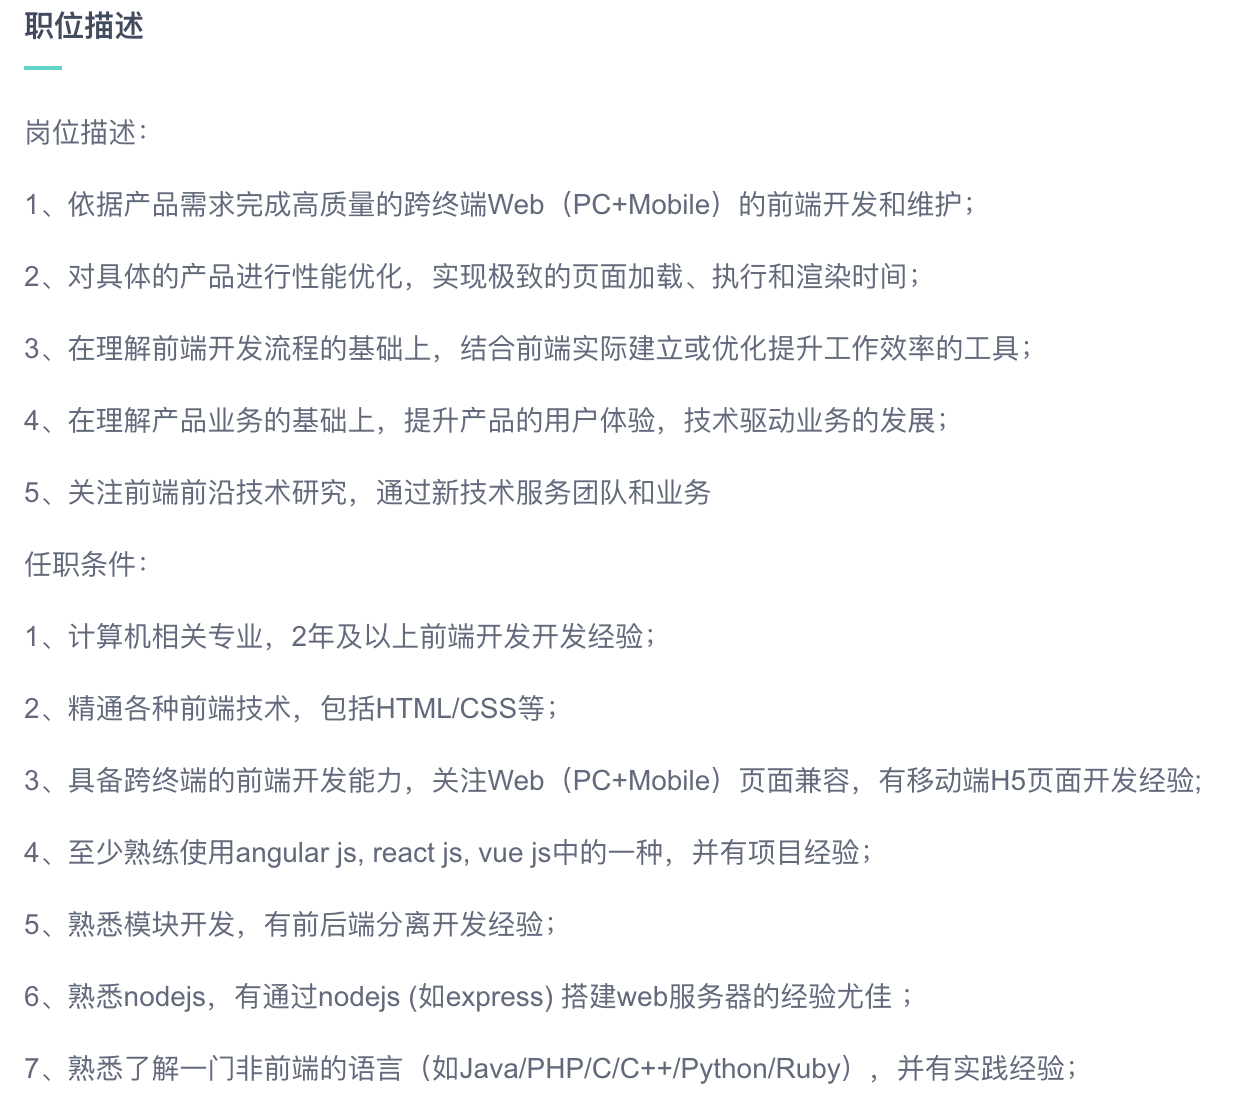 职位描述
岗位描述：
1、依据产品需求完成高质量的跨终端Web（PC+Mobile）的前端开发和维护；
2、对具体的产品进行性能优化，实现极致的页面加载、执行和渲染时间；
3、在理解前端开发流程的基础上，结合前端实际建立或优化提升工作效率的工具；
4、在理解产品业务的基础上，提升产品的用户体验，技术驱动业务的发展；
5、关注前端前沿技术研究，通过新技术服务团队和业务
任职条件：
1、计算机相关专业，2年及以上前端开发开发经验；
2、精通各种前端技术，包括HTML/CSS等；
3、具备跨终端的前端开发能力，关注Web（PC+Mobile）页面兼容，有移动端H5页面开发经验;
4、至少熟练使用angular js, react js, vue js中的一种，并有项目经验；
5、熟悉模块开发，有前后端分离开发经验；
6、熟悉nodejs，有通过nodejs (如express) 搭建web服务器的经验尤佳 ；
7、熟悉了解一门非前端的语言（如Java/PHP/C/C++/Python/Ruby），并有实践经验；